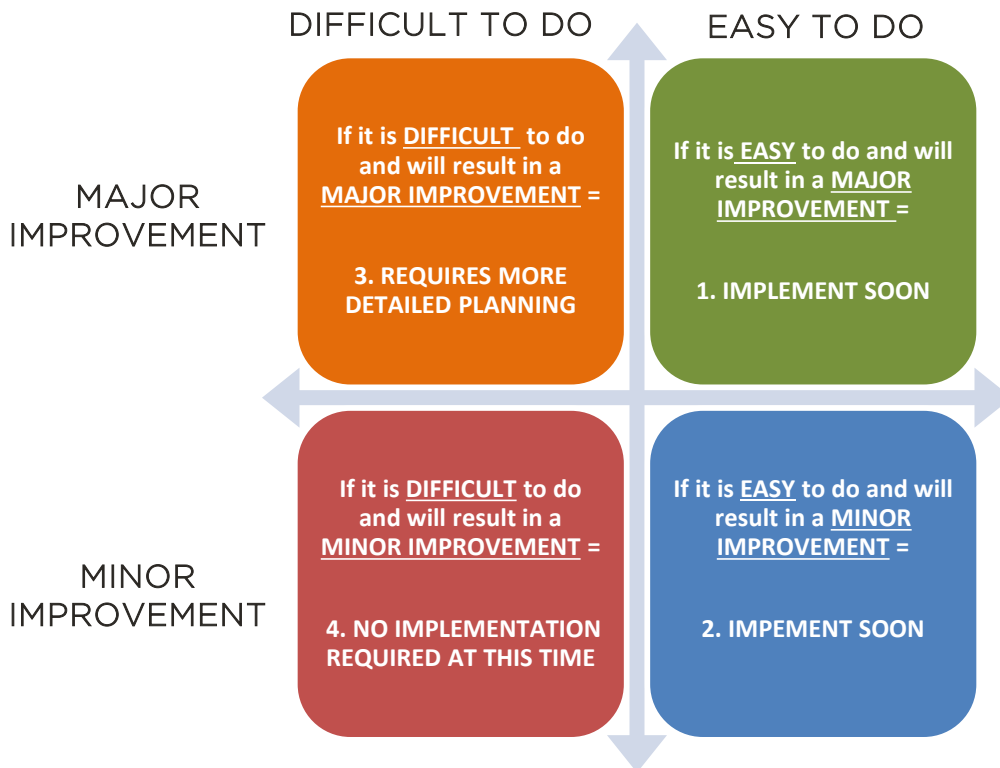 DIFFICULT TO DO
EASY TO DO
MAJOR
IMPROVEMENT
If it is DIFFICULT to do
and will result in a
MAJOR IMPROVEMENT =
3. REQUIRES MORE
DETAILED PLANNING
If it is EASY to do and will
result in a MAJOR
IMPROVEMENT =
1. IMPLEMENT SOON
MINOR
IMPROVEMENT
If it is DIFFICULT to do
and will result in a
MINOR IMPROVEMENT =
4. NO IMPLEMENTATION
REQUIRED AT THIS TIME
If it is EASY to do and will
result in a MINOR
IMPROVEMENT =
2. IMPEMENT SOON